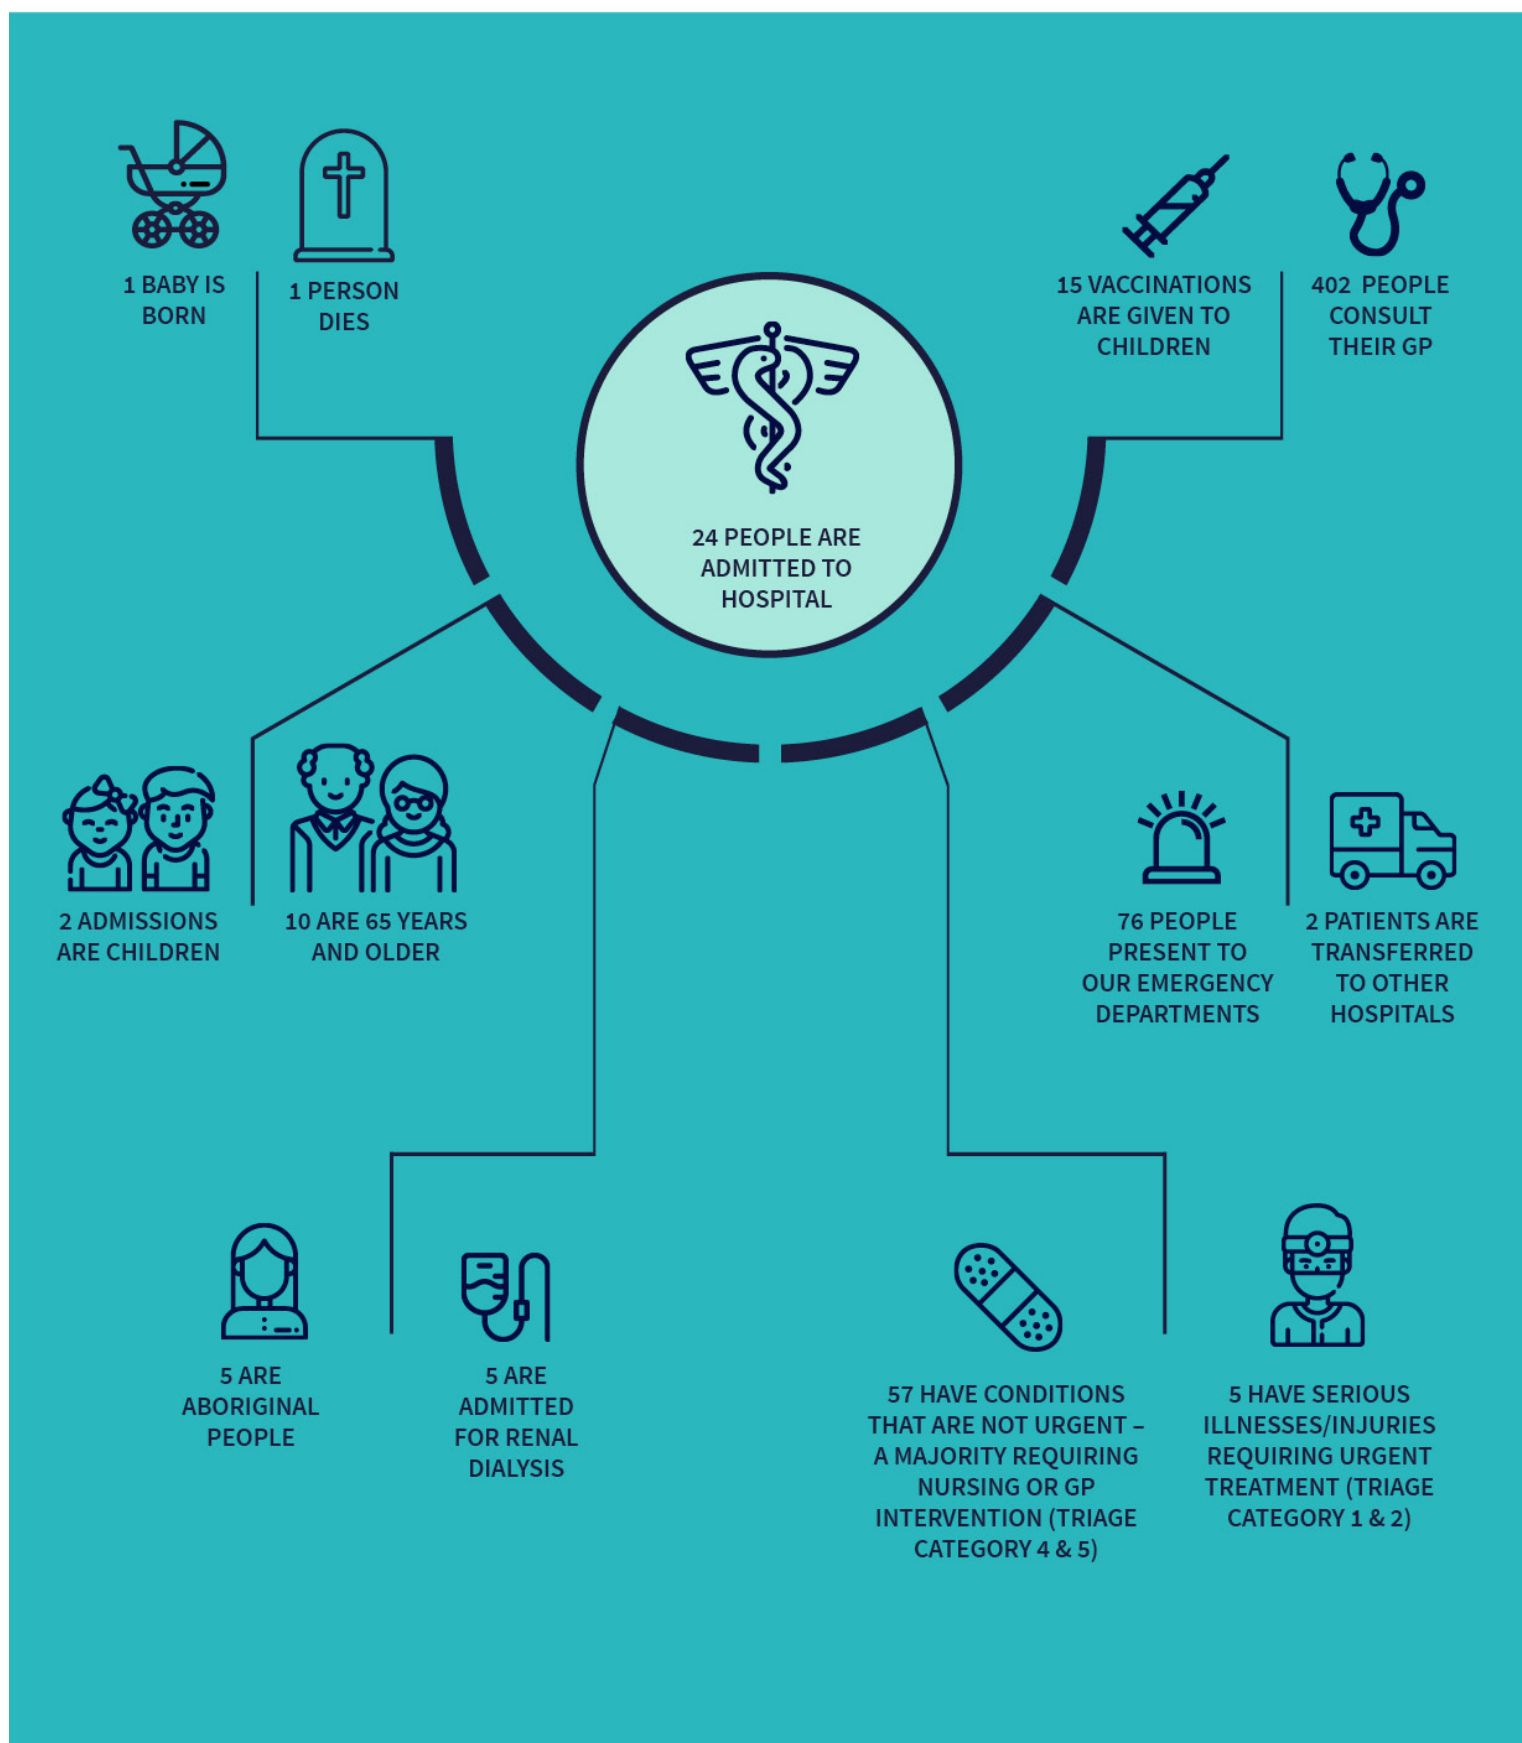 1 BABY IS
BORN
1 PERSON
DIES
15 VACCINATIONS
ARE GIVEN TO
CHILDREN
402 PEOPLE
CONSULT
THEIR GP
24 PEOPLE ARE
ADMITTED TO
HOSPITAL
2 ADMISSIONS
ARE CHILDREN
10 ARE 65 YEARS
AND OLDER
76 PEOPLE
PRESENT TO
OUR EMERGENCY
DEPARTMENTS
2 PATIENTS ARE
TRANSFERRED
TO OTHER
HOSPITALS
5 ARE
ABORIGINAL
PEOPLE
5 ARE
ADMITTED
FOR RENAL
DIALYSIS
57 HAVE CONDITIONS
THAT ARE NOT URGENT –
A MAJORITY REQUIRING
NURSING OR GP
INTERVENTION (TRIAGE
CATEGORY 4 & 5)
5 HAVE SERIOUS
ILLNESSES/INJURIES
REQUIRING URGENT
TREATMENT (TRIAGE
CATEGORY 1 & 2)